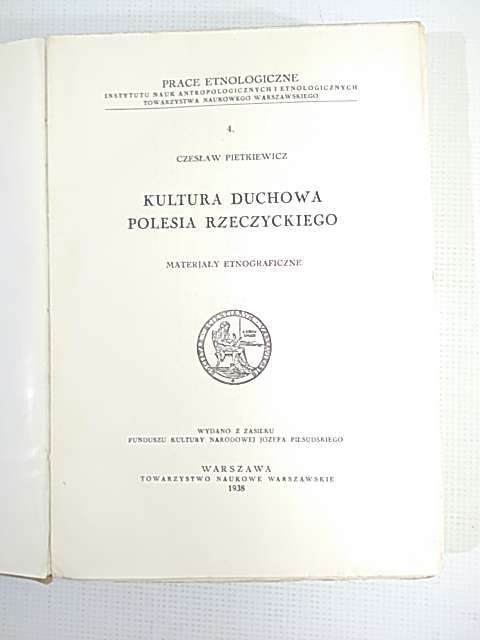 PRACE ETNOLOGICZNE
INSTYTUTU NAUK ANTROPOLOGICZNYCH I ETNOLOGICZNYCH
TOWARZYSTWA NAUKOWEGO WARSZAWSKIEGO
4.
CZESŁAW PIETKIEWICZ
KULTURA DUCHOWA
POLESIA RZECZYCKIEGO
MATERJAŁY ETNOGRAFICZNE
WYDANO Z ZASIŁKU
FUNDUSZU KULTURY NARODOWEJ JÓZEFA PIŁSUDSKIEGO
WARSZAWA
TOWARZYSTWO NAUKOWE WARSZAWSKIE
1938